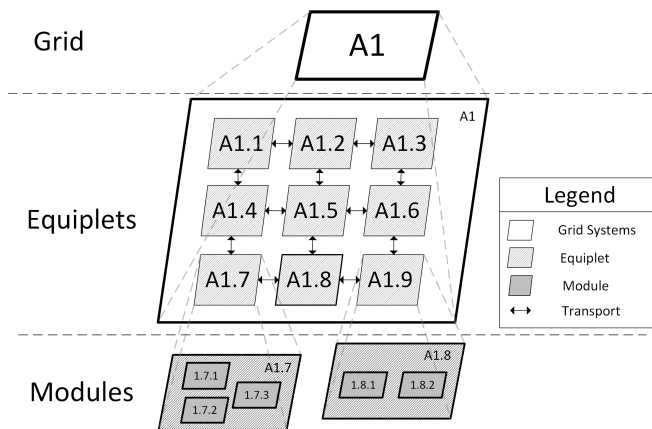 Grid
A1
A1
A1.1 A1.2 A1.3
Equiplets
A1.4 A1.5 A1.6
A1.7 A1.8 A1.9
Legend
Grid Systems
Equiplet
Module
Transport
Modules
A1.7
1.7.1
1.7.3
1.7.2
A1.8
1.8.1 1.8.2